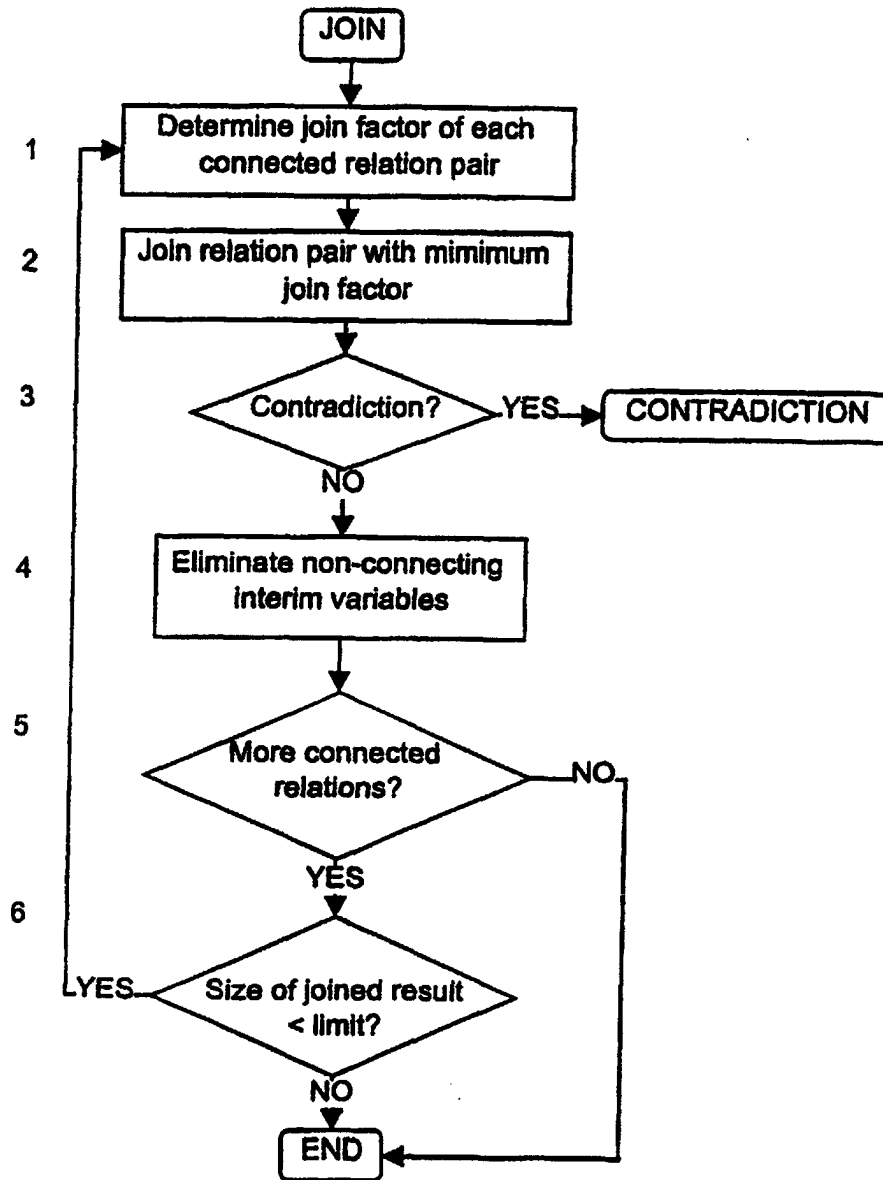 JOIN
1
Determine join factor of each
connected relation pair
2
Join relation pair with mimimum
join factor
3
Contradiction?
YES
CONTRADICTION
NO
4
Eliminate non-connecting
interim variables
5
More connected
relations?
NO
YES
6
YES
Size of joined result
< limit?
NO
END